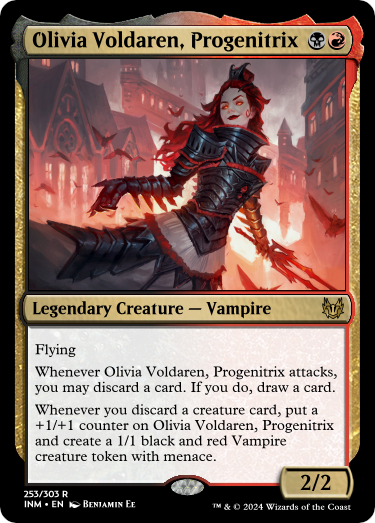 Olivia Voldaren, Progenitrix
Legendary Creature — Vampire
Flying
Whenever Olivia Voldaren, Progenitrix attacks,
you may discard a card. If you do, draw a card.
Whenever you discard a creature card, put a
+1/+1 counter on Olivia Voldaren, Progenitrix
and create a 1/1 black and red Vampire
creature token with menace.
2/2
253/303 R
INM • EN Benjamin Ee
™ & © 2024 Wizards of the Coast